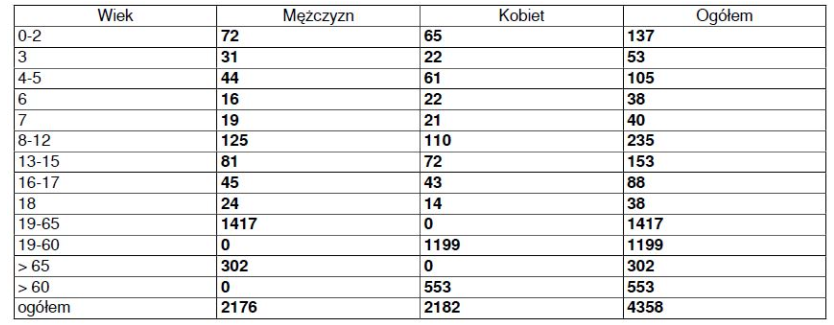 Wiek Mężczyzn Kobiet Ogółem
0-2 72 65 137
3 31 22 53
4-5 44 61 105
6 16 22 38
7 19 21 40
8-12 125 110 235
13-15 81 72 153
16-17 45 43 88
18 24 14 38
19-65 1417 0 1417
19-60 0 1199 1199
> 65 302 0 302
> 60 0 553 553
ogółem 2176 2182 4358